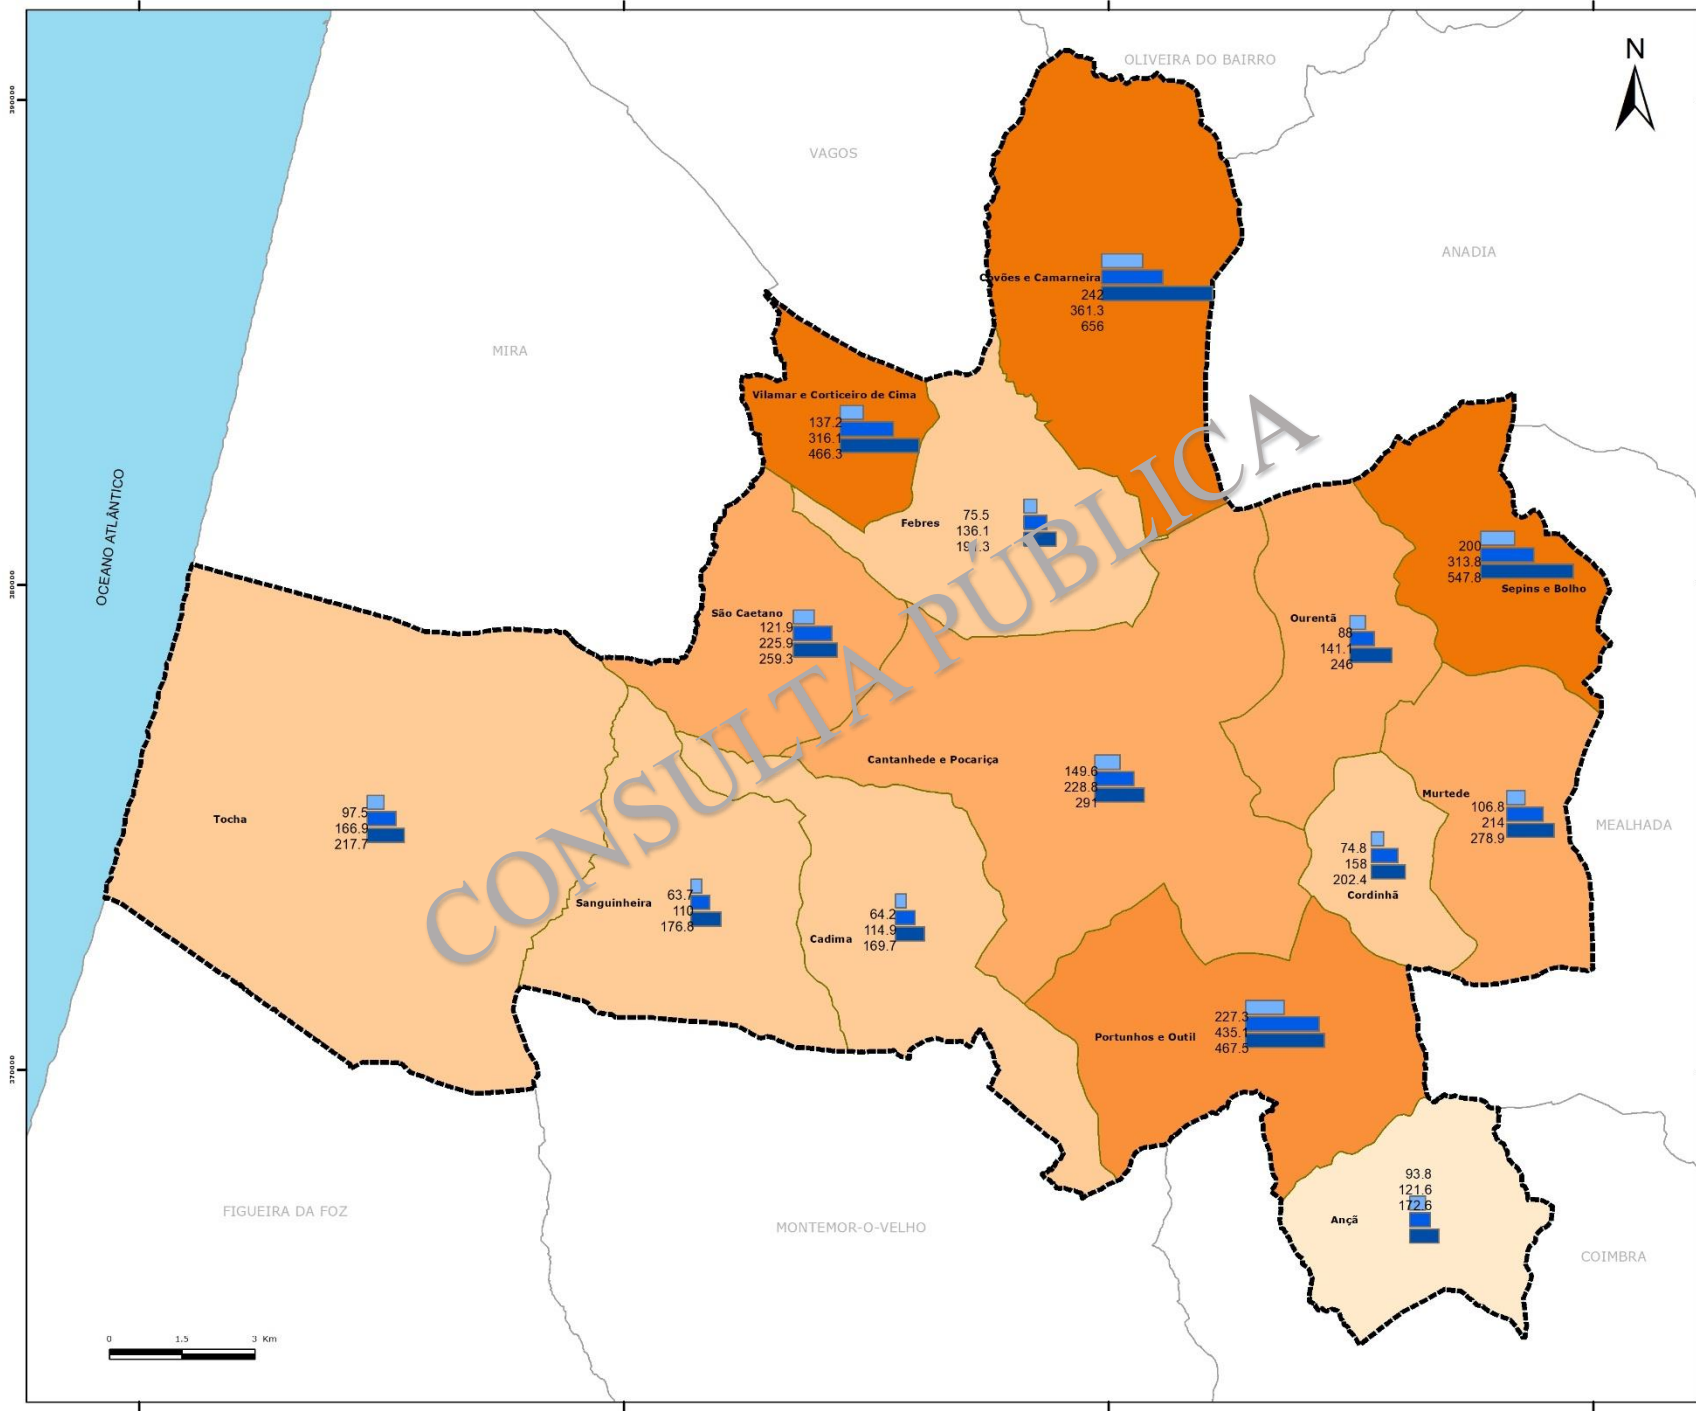 N
OLIVEIRA DO BAIRRO
VAGOS
ANADIA
MIRA
Covões e Camarneira
242
361.3
656
Vilamar e Corticeiro de Cima
137.2
316.1
466.3
OCEANO ATLÂNTICO
Febres
75.5
136.1
CONSULTA PÚBLICA
200
313.8
547.8
Sepins e Bolho
São Caetano
121.9
225.9
259.3
Ourentã
88
141.1
246
Cantanhede e Pocariça
149.6
228.8
291
Murtede
106.8
214
278.9
MEALHADA
Tocha
97.5
166.9
217.7
74.8
158
202.4
Cordinhã
Sanguinheira
63.7
110
176.8
Cadima
64.2
114.9
169.7
Portunhos e Outil
227.3
435.1
467.5
93.8
121.6
172.6
Ançã
FIGUEIRA DA FOZ
MONTEMOR-O-VELHO
COIMBRA
0 1.5 3 Km